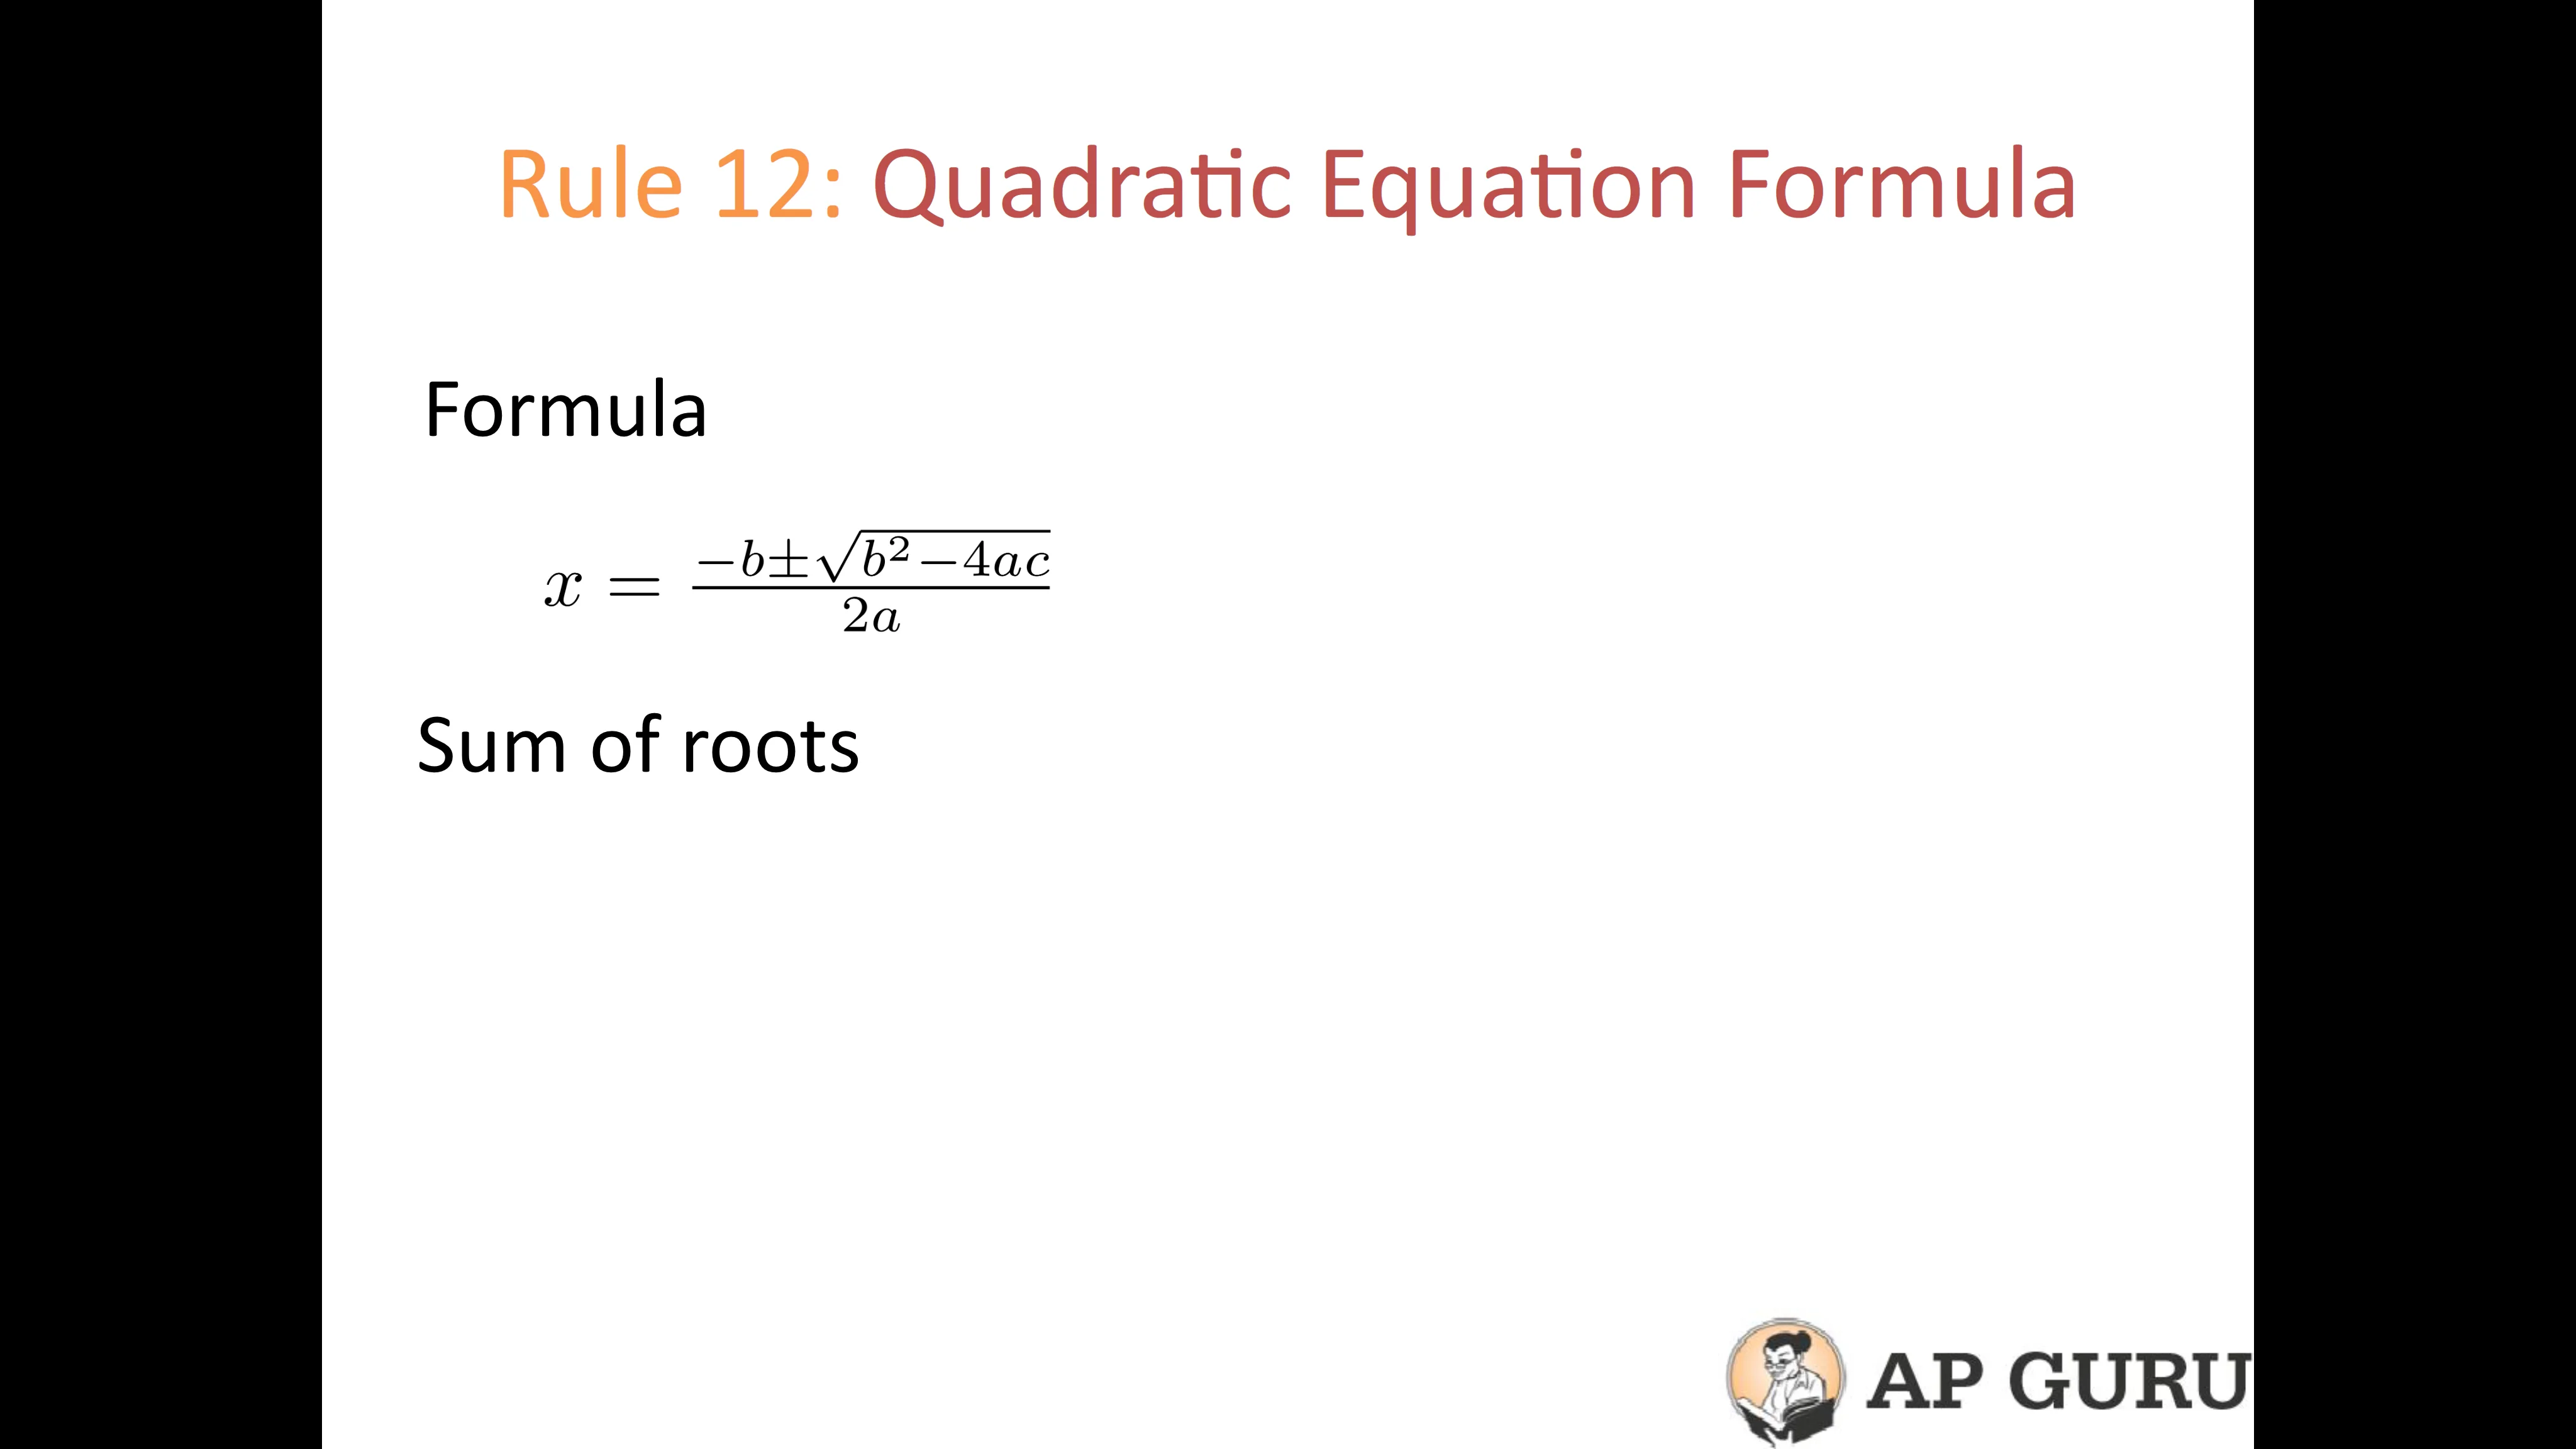 Rule 12: Quadratic Equation Formula
Formula
x = \frac{-b \pm \sqrt{b^2 - 4ac}}{2a}
Sum of roots
AP GURU